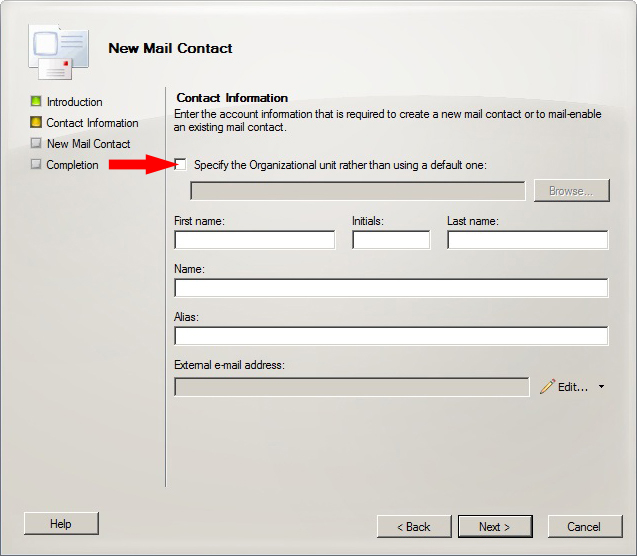 New Mail Contact
Introduction
Contact Information
New Mail Contact
Completion
Contact Information
Enter the account information that is required to create a new mail contact or to mail-enable
an existing mail contact.
Specify the Organizational unit rather than using a default one:
Browse...
First name: Initials: Last name:
Name:
Alias:
External e-mail address:
Edit...
Help < Back Next > Cancel